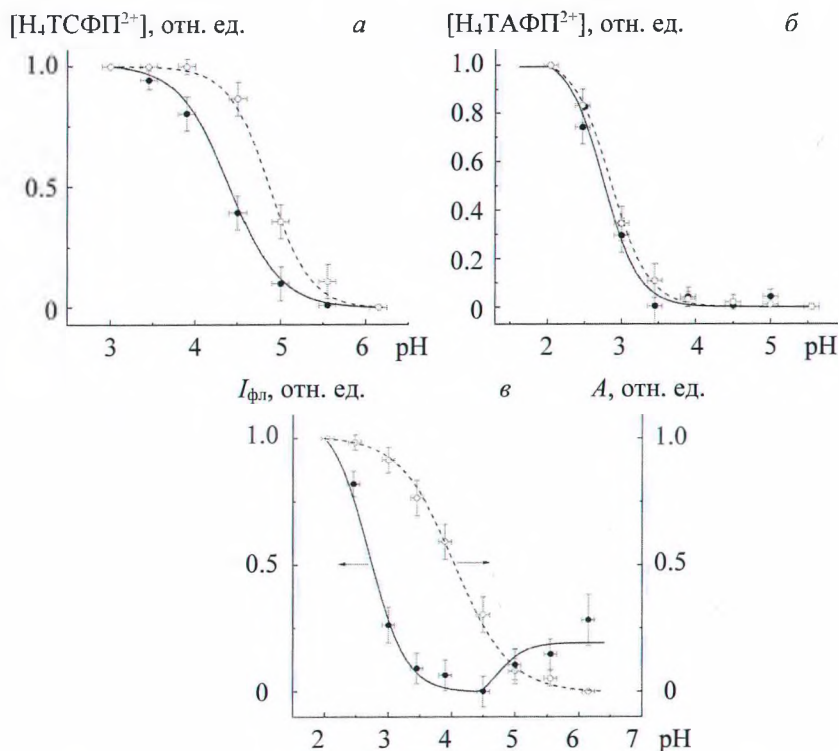 [H₄ТСФП²⁺], отн. ед. а
1.0
0.5
0
3 4 5 6 pH
[H₄ТАФП²⁺], отн. ед. б
1.0
0.8
0.6
0.4
0.2
0
2 3 4 5 pH
Iфл, отн. ед. в A, отн. ед.
1.0 1.0
0.5 0.5
0 0
2 3 4 5 6 7 pH